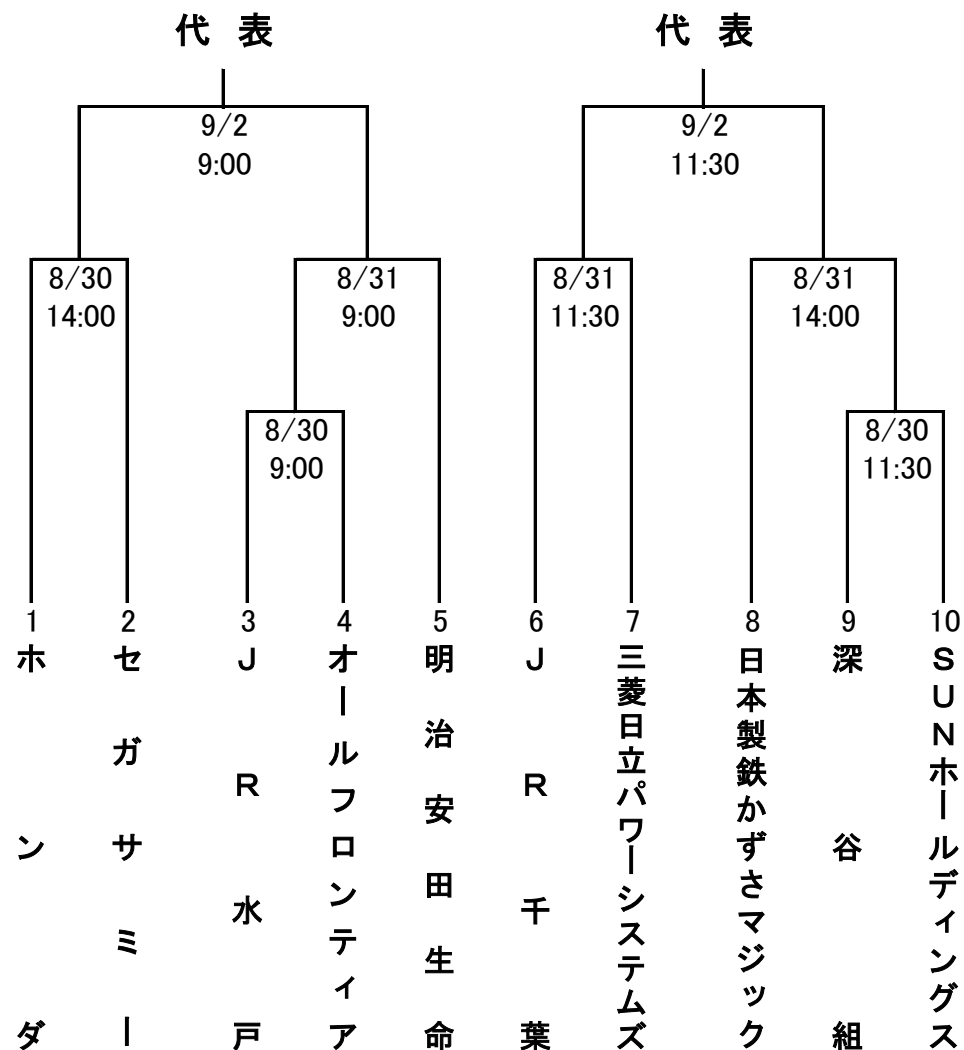 代 表
代 表
9/2
9:00
9/2
11:30
8/30
14:00
8/31
9:00
8/31
11:30
8/31
14:00
8/30
9:00
8/30
11:30
1
2
3
4
5
6
7
8
9
10
ホンダ
セガサミー
JR水戸
オールフロンティア
明治安田生命
JR千葉
三菱日立パワーシステムズ
日本製鉄かずさマジック
深谷組
SUNホールディングス